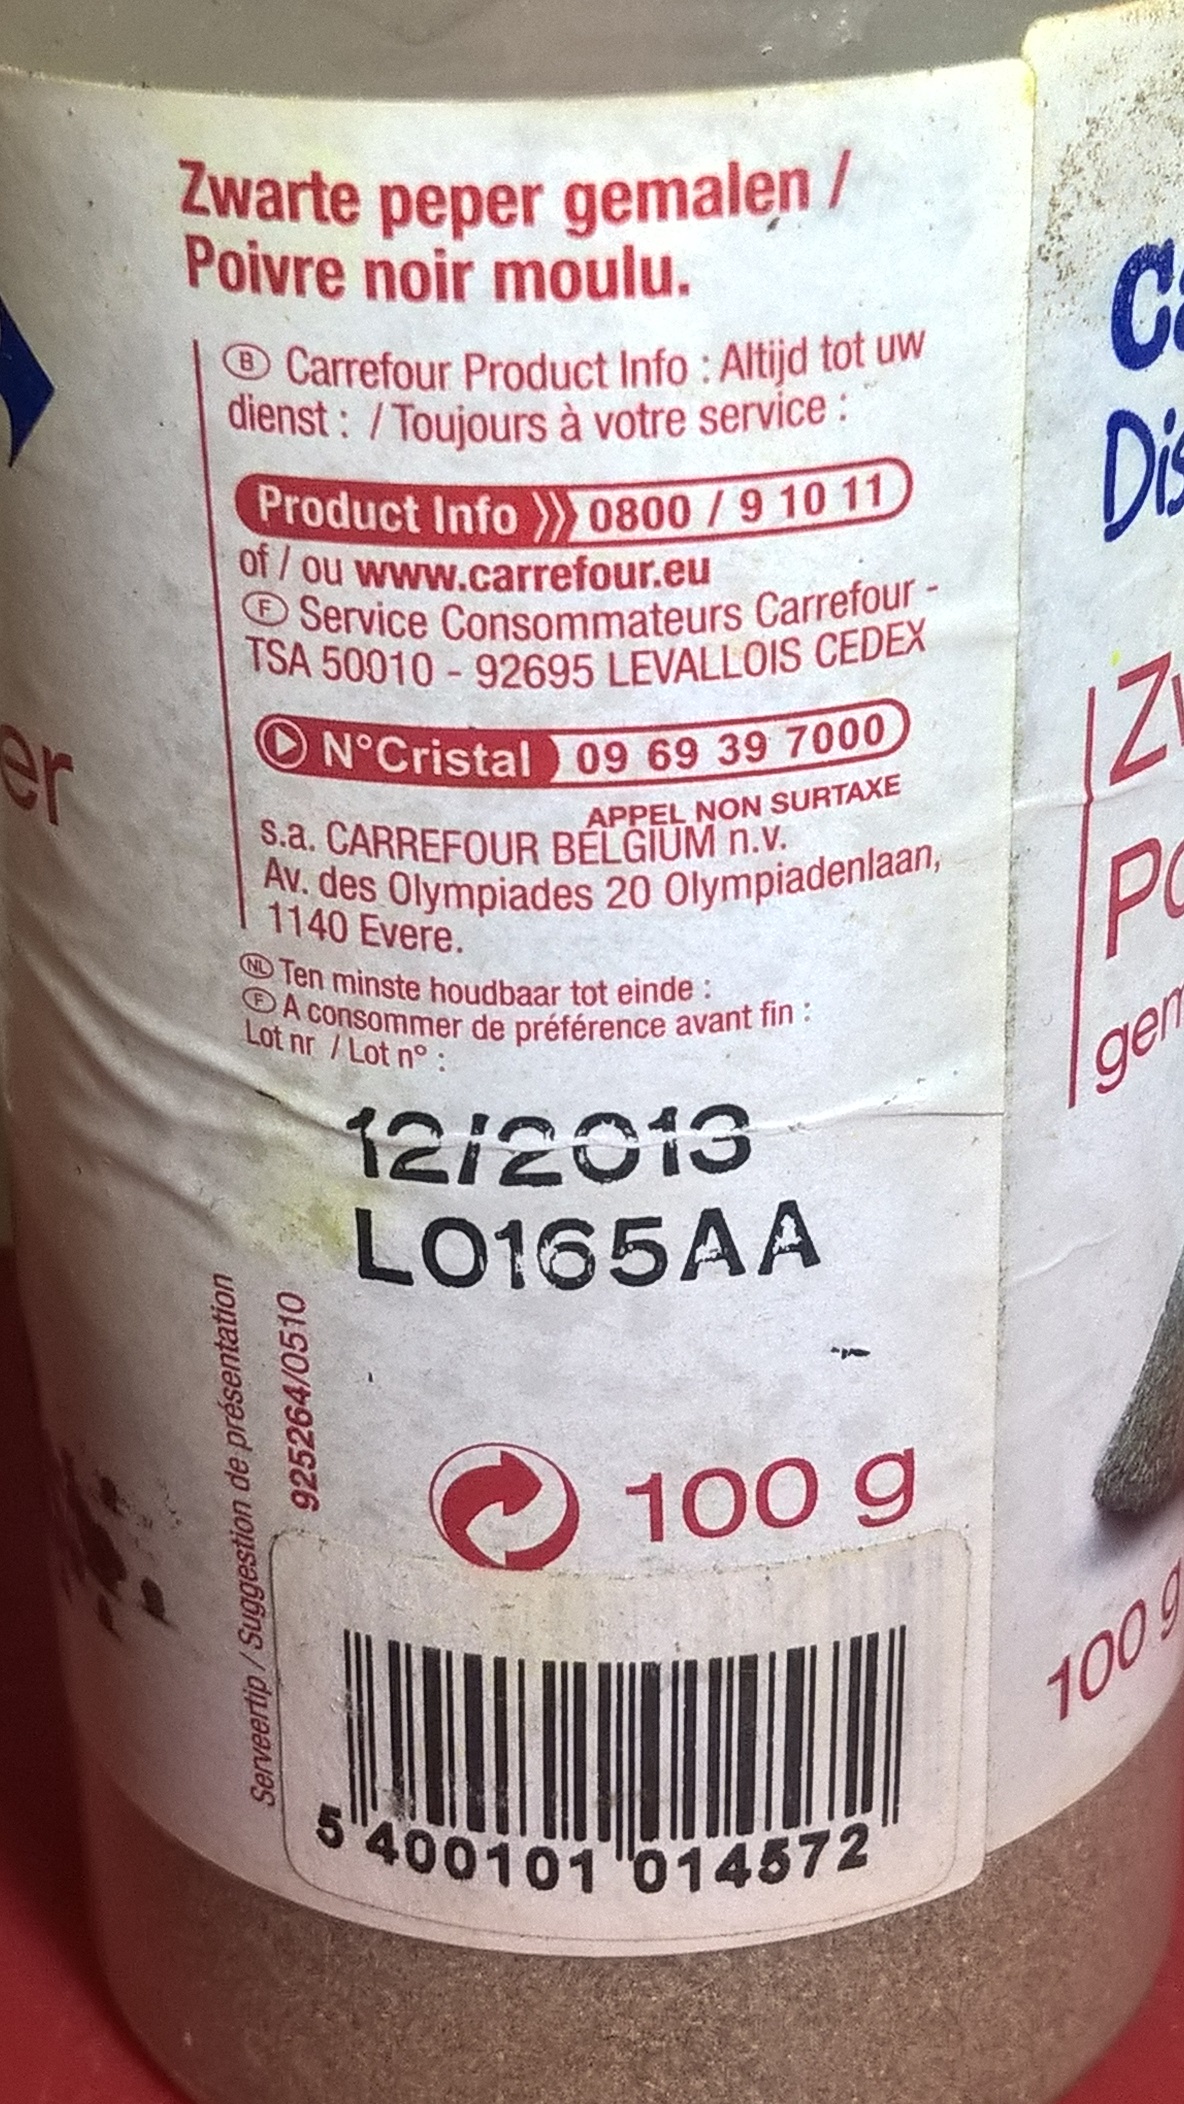 Zwarte peper gemalen /
Poivre noir moulu.
B Carrefour Product Info : Altijd tot uw
dienst : / Toujours à votre service :
Product Info 0800 / 9 10 11
of / ou www.carrefour.eu
F Service Consommateurs Carrefour -
TSA 50010 - 92695 LEVALLOIS CEDEX
N°Cristal 09 69 39 7000
APPEL NON SURTAXE
s.a. CARREFOUR BELGIUM n.v.
Av. des Olympiades 20 Olympiadenlaan,
1140 Evere.
NL Ten minste houdbaar tot einde :
F A consommer de préférence avant fin :
Lot nr / Lot n° :
12/2013
L0165AA
Serveertip / Suggestion de présentation
925264/0510
100 g
5 400101 014572
100 g